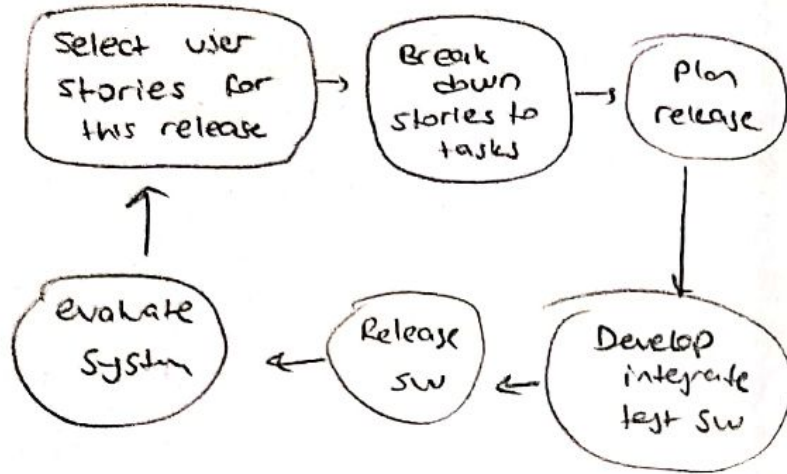 Select user
stories for
this release
Break
down
stories to
tasks
Plan
release
Develop
integrate
test sw
Release
sw
evaluate
system